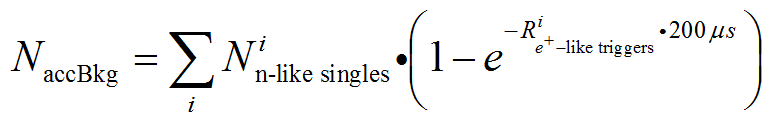 N_accBkg = ∑_i N^i_n-like singles • (1 − e^(−R^i_e⁺−like triggers • 200 μs))